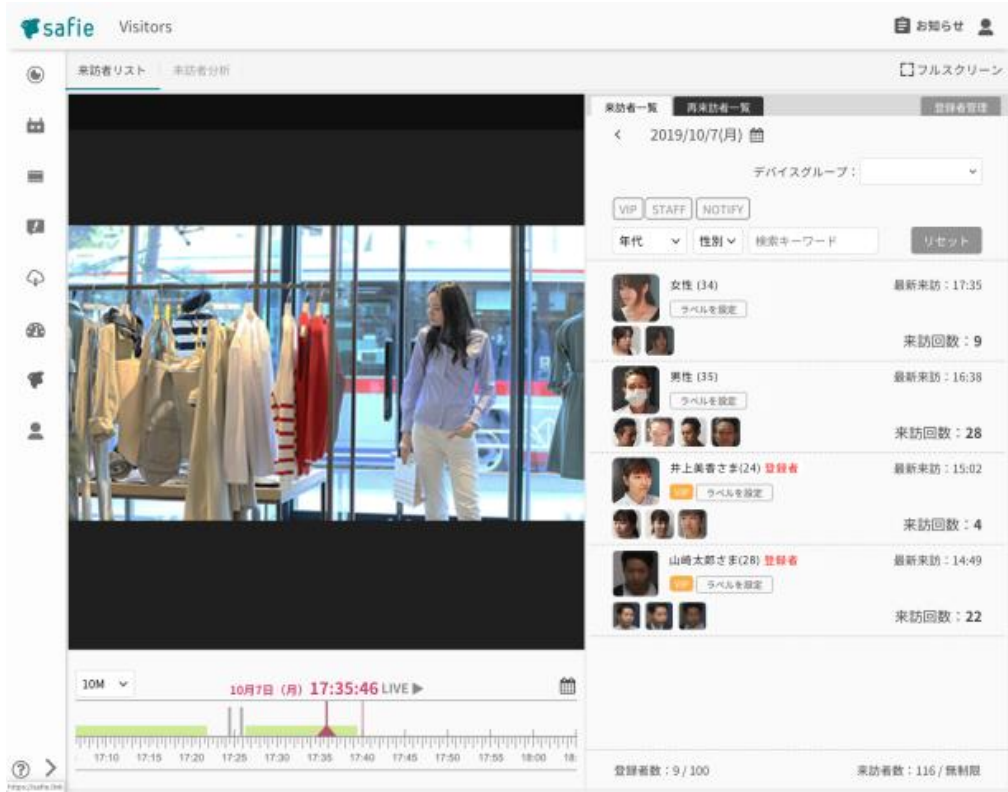 safie Visitors
お知らせ
来訪者リスト 来訪者分析
フルスクリーン
来訪者一覧 再来訪者一覧 登録者管理
< 2019/10/7(月)
デバイスグループ：
VIP STAFF NOTIFY
年代 性別 検索キーワード リセット
女性 (34) 最新来訪：17:35
ラベルを設定
来訪回数：9
男性 (35) 最新来訪：16:38
ラベルを設定
来訪回数：28
井上美香さま(24) 登録者 最新来訪：15:02
VIP ラベルを設定
来訪回数：4
山崎太郎さま(28) 登録者 最新来訪：14:49
VIP ラベルを設定
来訪回数：22
10M 10月7日（月）17:35:46 LIVE
17:10 17:15 17:20 17:25 17:30 17:35 17:40 17:45 17:50 17:55 18:00 18:
登録者数：9 / 100 来訪者数：116 / 無制限